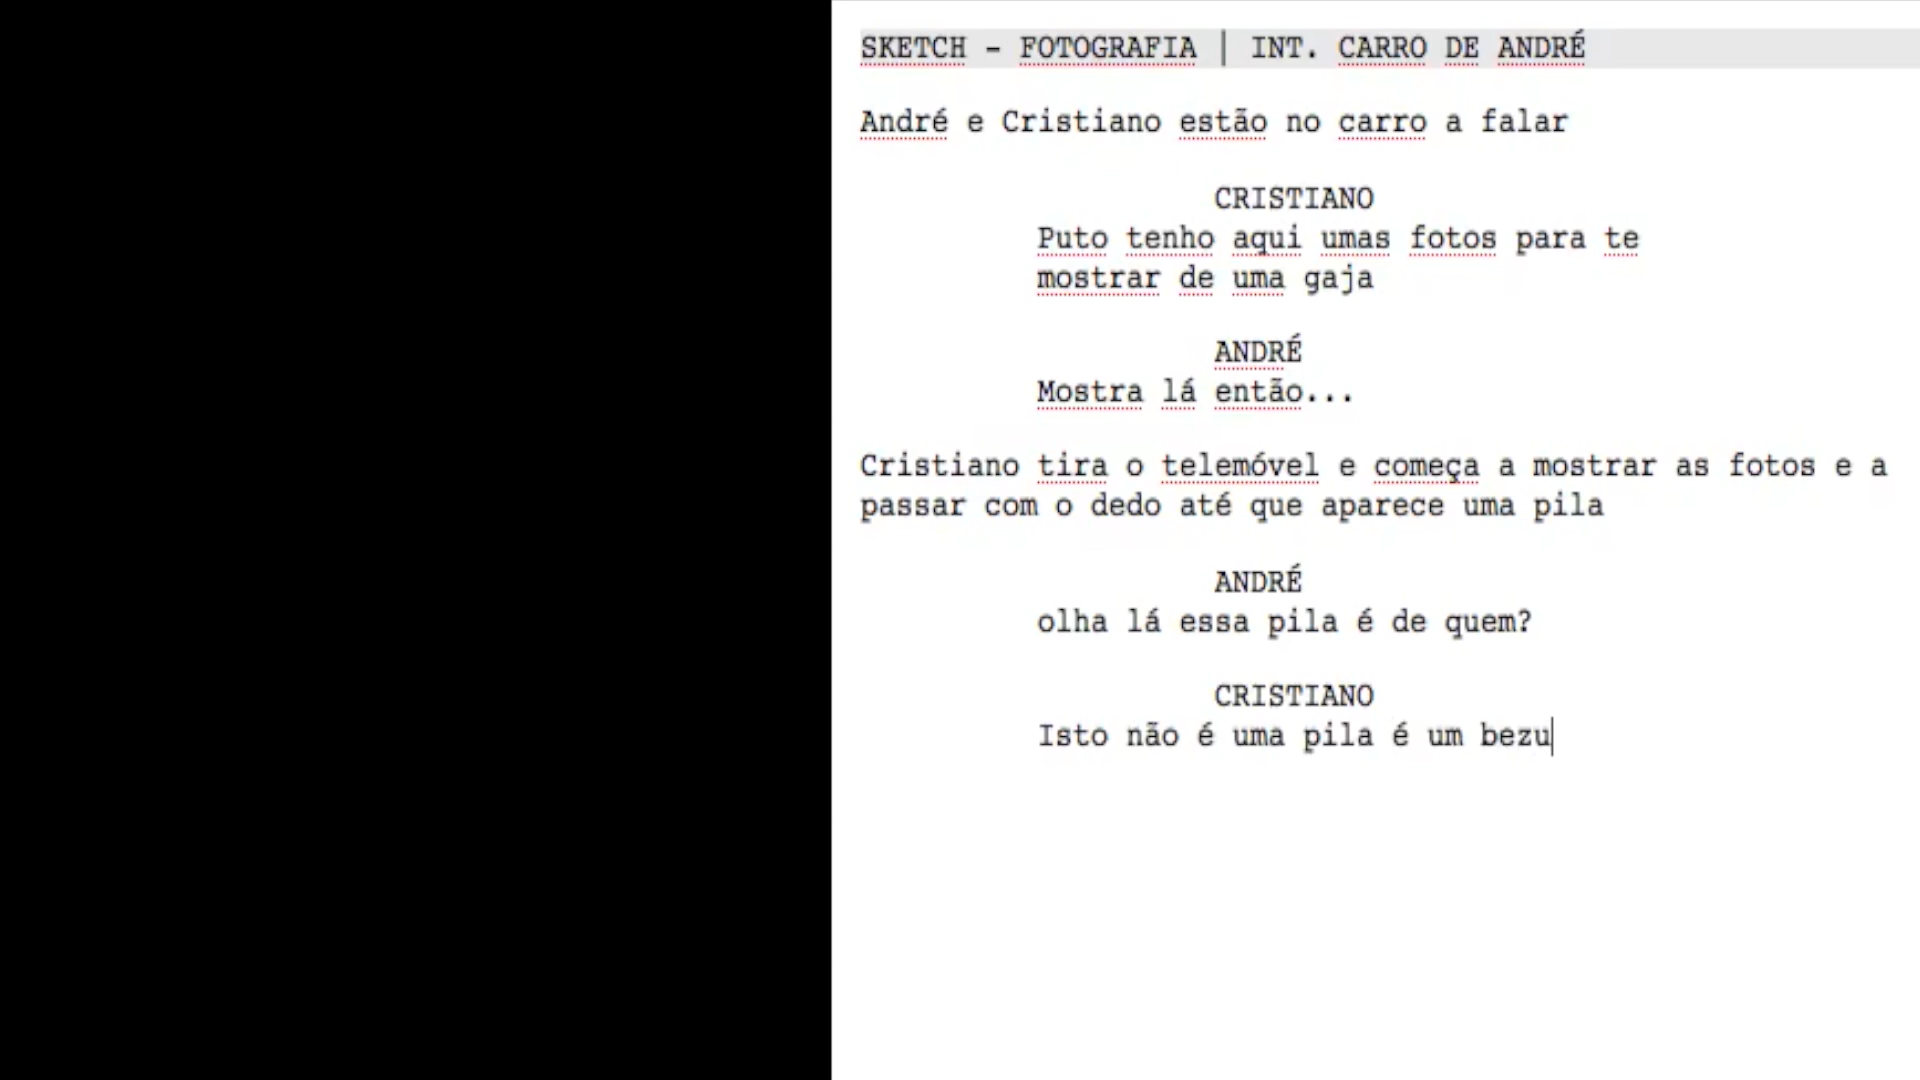 SKETCH - FOTOGRAFIA | INT. CARRO DE ANDRÉ
André e Cristiano estão no carro a falar
CRISTIANO
Puto tenho aqui umas fotos para te
mostrar de uma gaja
ANDRÉ
Mostra lá então...
Cristiano tira o telemóvel e começa a mostrar as fotos e a
passar com o dedo até que aparece uma pila
ANDRÉ
olha lá essa pila é de quem?
CRISTIANO
Isto não é uma pila é um bezu